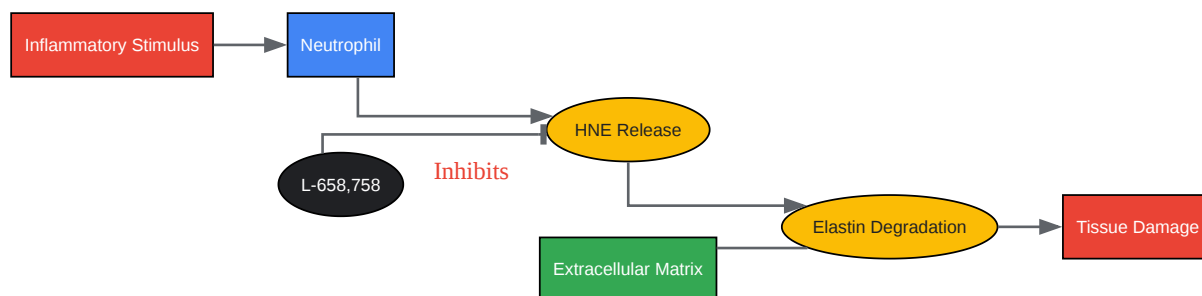 Inflammatory Stimulus
Neutrophil
HNE Release
L-658,758
Inhibits
Elastin Degradation
Tissue Damage
Extracellular Matrix